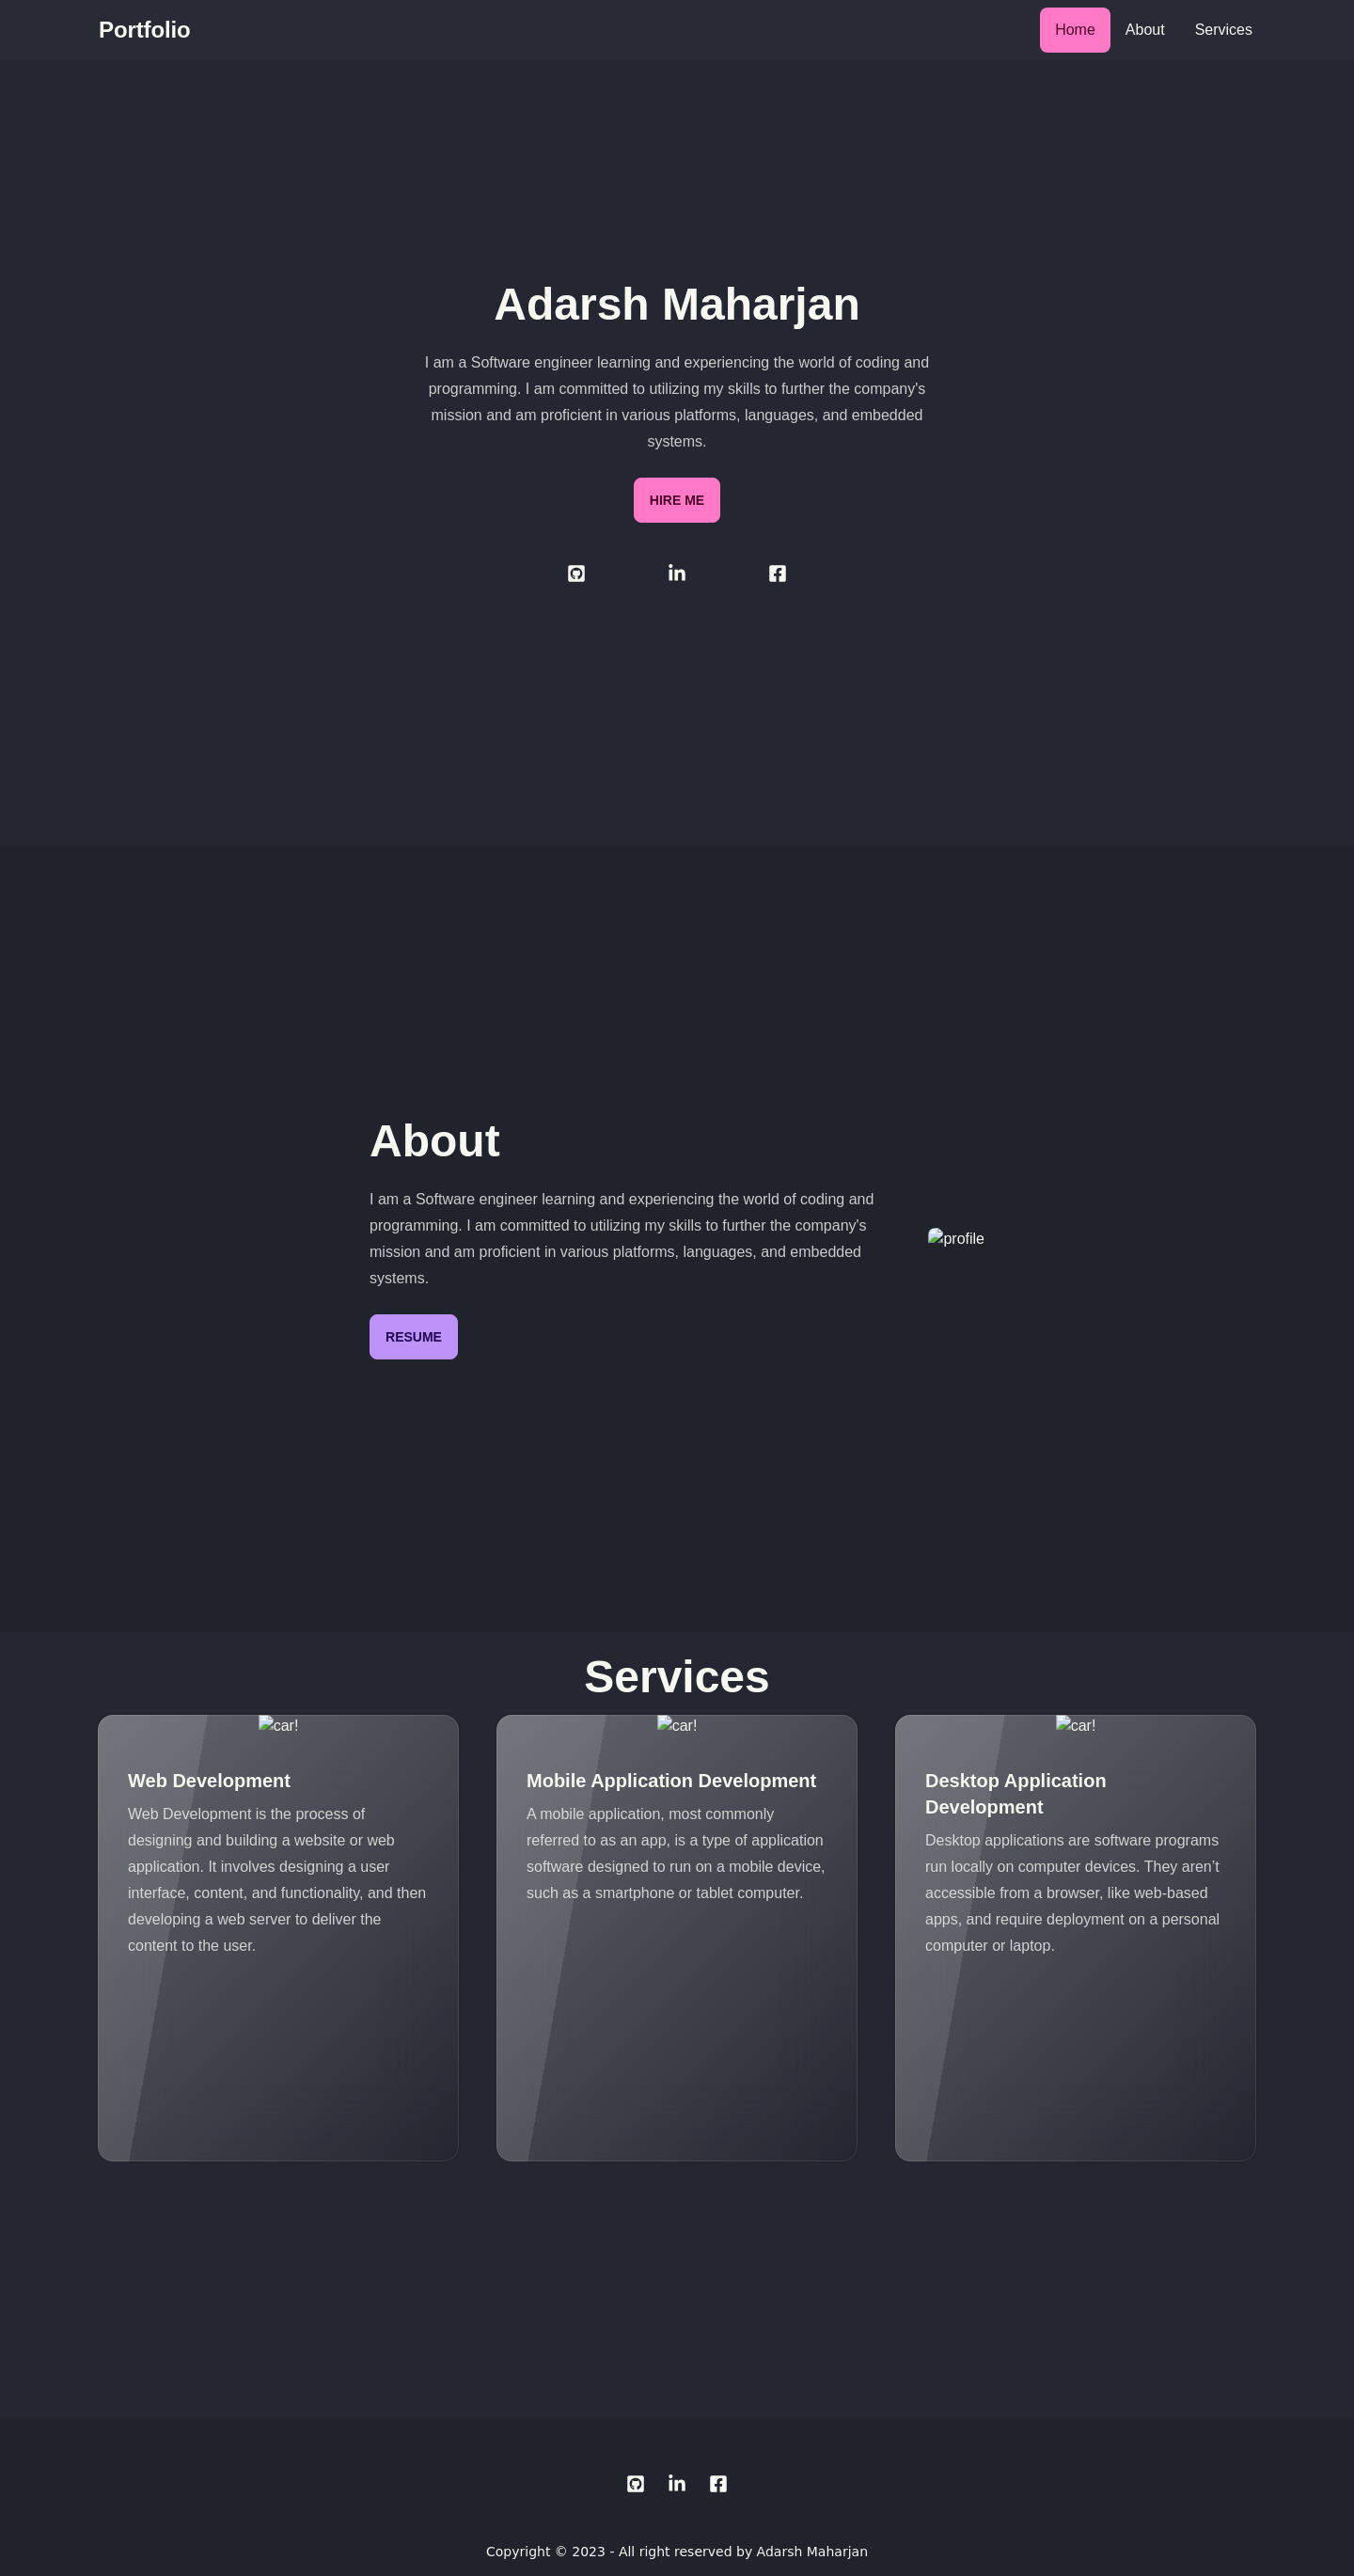 Portfolio
Home About Services
Adarsh Maharjan
I am a Software engineer learning and experiencing the world of coding and
programming. I am committed to utilizing my skills to further the company's
mission and am proficient in various platforms, languages, and embedded
systems.
HIRE ME
About
I am a Software engineer learning and experiencing the world of coding and
programming. I am committed to utilizing my skills to further the company's
mission and am proficient in various platforms, languages, and embedded
systems.
profile
RESUME
Services
car!
Web Development
Web Development is the process of
designing and building a website or web
application. It involves designing a user
interface, content, and functionality, and then
developing a web server to deliver the
content to the user.
car!
Mobile Application Development
A mobile application, most commonly
referred to as an app, is a type of application
software designed to run on a mobile device,
such as a smartphone or tablet computer.
car!
Desktop Application
Development
Desktop applications are software programs
run locally on computer devices. They aren’t
accessible from a browser, like web-based
apps, and require deployment on a personal
computer or laptop.
Copyright © 2023 - All right reserved by Adarsh Maharjan